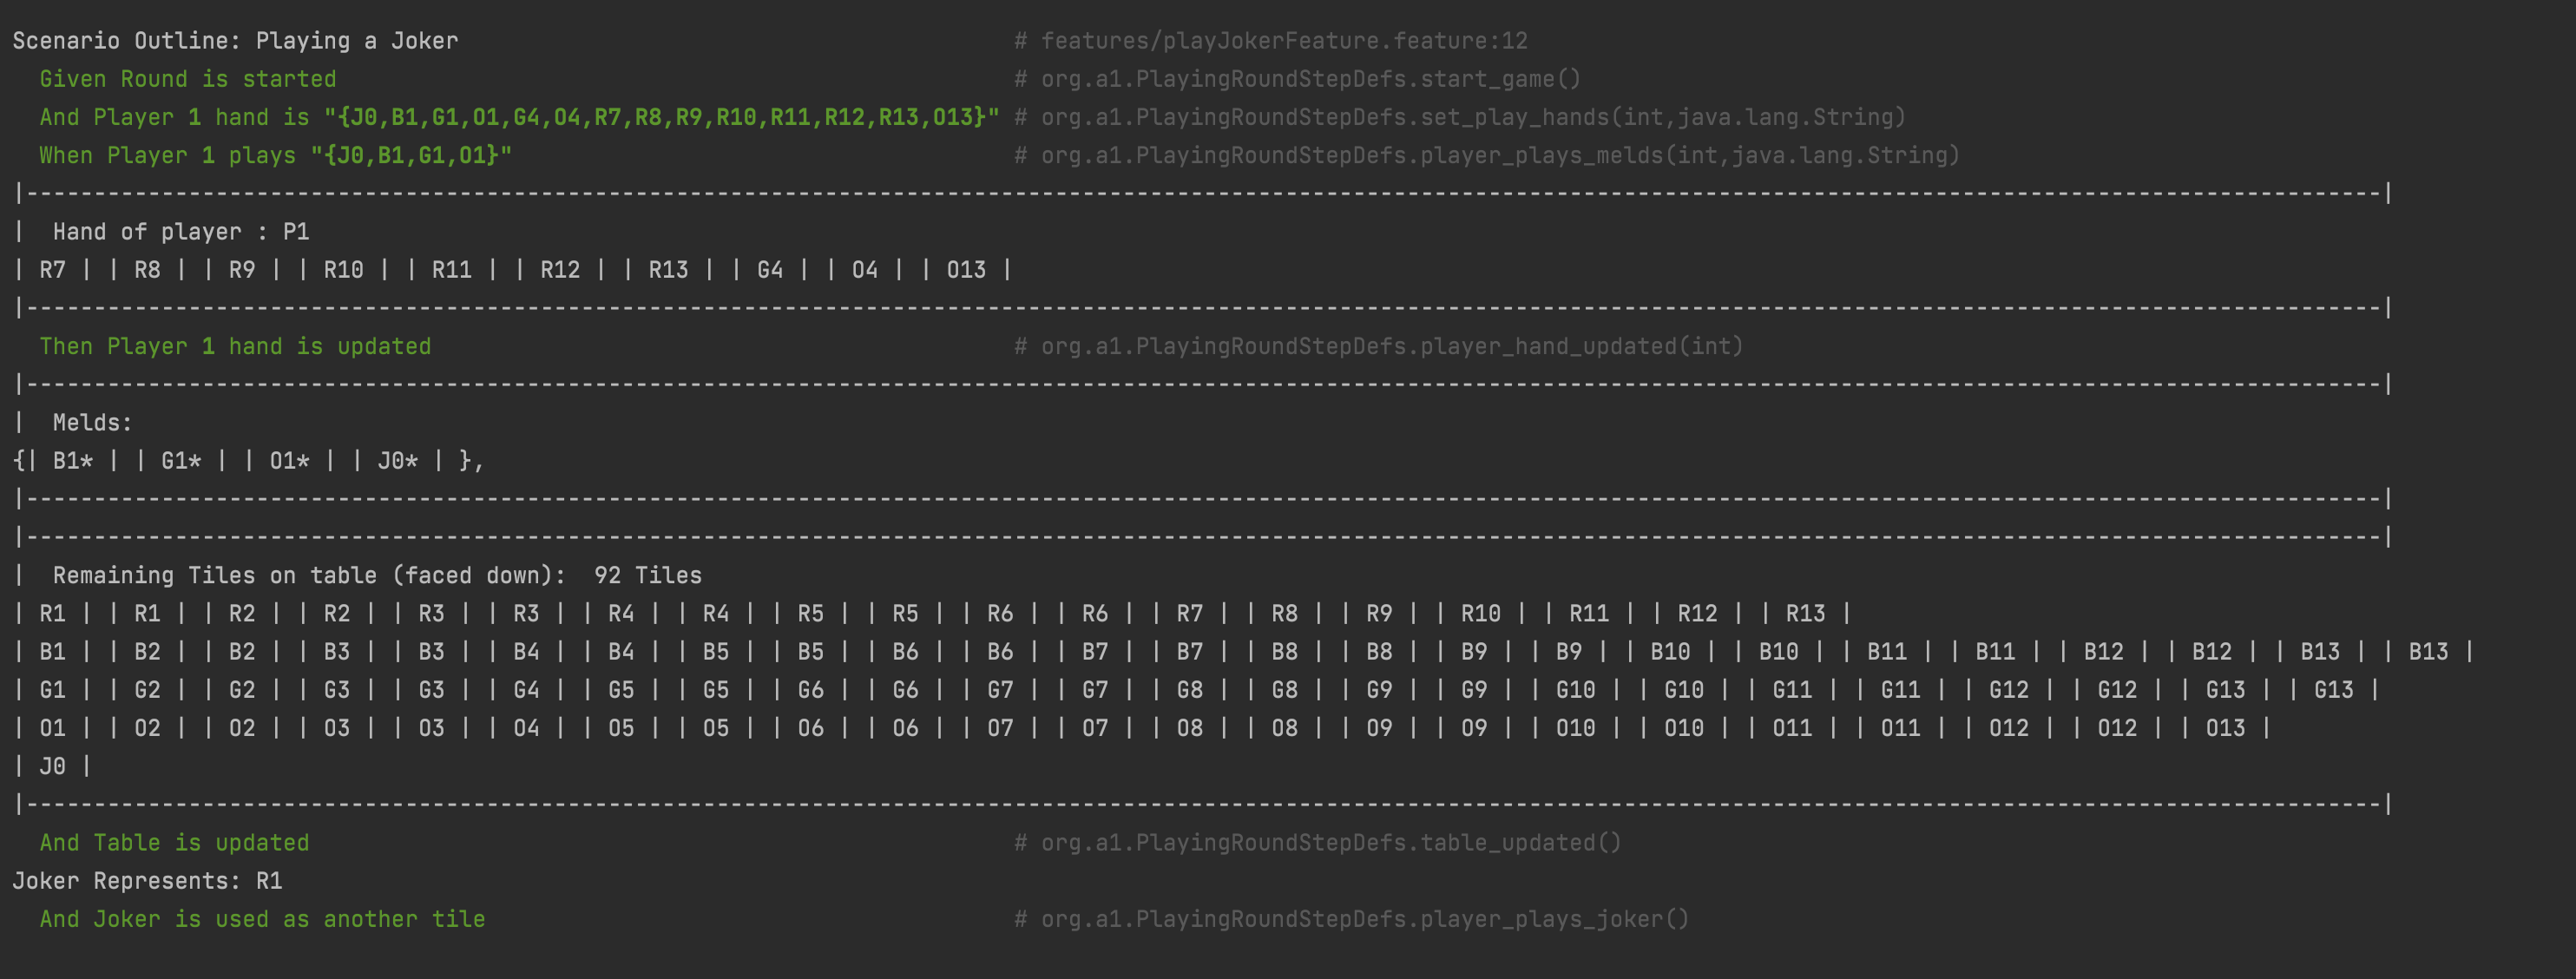 Scenario Outline: Playing a Joker # features/playJokerFeature.feature:12
Given Round is started # org.a1.PlayingRoundStepDefs.start_game()
And Player 1 hand is "{J0,B1,G1,O1,G4,O4,R7,R8,R9,R10,R11,R12,R13,O13}" # org.a1.PlayingRoundStepDefs.set_play_hands(int,java.lang.String)
When Player 1 plays "{J0,B1,G1,O1}" # org.a1.PlayingRoundStepDefs.player_plays_melds(int,java.lang.String)
|------------------------------------------------------------------------------------------------------------------------------------------------------------------------------|
| Hand of player : P1
| R7 | | R8 | | R9 | | R10 | | R11 | | R12 | | R13 | | G4 | | O4 | | O13 |
|------------------------------------------------------------------------------------------------------------------------------------------------------------------------------|
Then Player 1 hand is updated # org.a1.PlayingRoundStepDefs.player_hand_updated(int)
|------------------------------------------------------------------------------------------------------------------------------------------------------------------------------|
| Melds:
{| B1* | | G1* | | O1* | | J0* | },
|------------------------------------------------------------------------------------------------------------------------------------------------------------------------------|
|------------------------------------------------------------------------------------------------------------------------------------------------------------------------------|
| Remaining Tiles on table (faced down): 92 Tiles
| R1 | | R1 | | R2 | | R2 | | R3 | | R3 | | R4 | | R4 | | R5 | | R5 | | R6 | | R6 | | R7 | | R8 | | R9 | | R10 | | R11 | | R12 | | R13 |
| B1 | | B2 | | B2 | | B3 | | B3 | | B4 | | B4 | | B5 | | B5 | | B6 | | B6 | | B7 | | B7 | | B8 | | B8 | | B9 | | B9 | | B10 | | B10 | | B11 | | B11 | | B12 | | B12 | | B13 | | B13 |
| G1 | | G2 | | G2 | | G3 | | G3 | | G4 | | G5 | | G5 | | G6 | | G6 | | G7 | | G7 | | G8 | | G8 | | G9 | | G9 | | G10 | | G10 | | G11 | | G11 | | G12 | | G12 | | G13 | | G13 |
| O1 | | O2 | | O2 | | O3 | | O3 | | O4 | | O5 | | O5 | | O6 | | O6 | | O7 | | O7 | | O8 | | O8 | | O9 | | O9 | | O10 | | O10 | | O11 | | O11 | | O12 | | O12 | | O13 |
| J0 |
|------------------------------------------------------------------------------------------------------------------------------------------------------------------------------|
And Table is updated # org.a1.PlayingRoundStepDefs.table_updated()
Joker Represents: R1
And Joker is used as another tile # org.a1.PlayingRoundStepDefs.player_plays_joker()